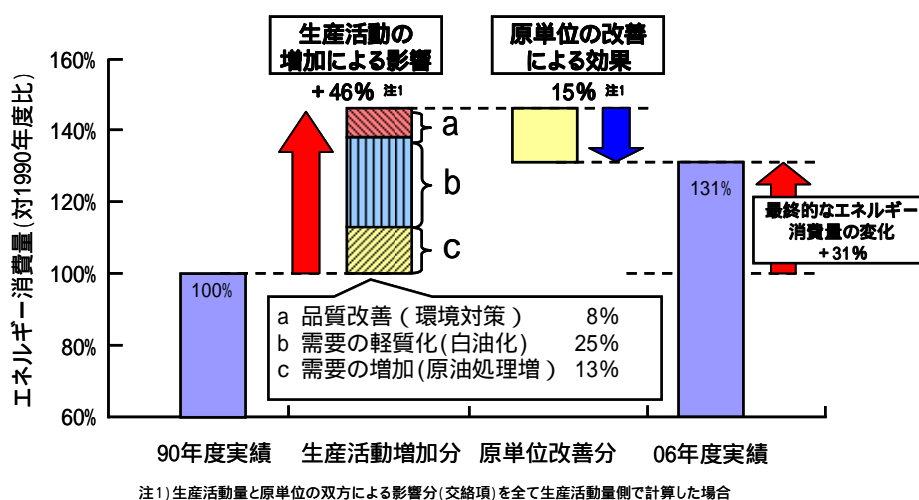 生産活動の
増加による影響
+46% 注1
原単位の改善
による効果
15% 注1
エネルギー消費量(対1990年度比)
160%
140%
120%
100%
80%
60%
a
b
c
100%
131%
最終的なエネルギー
消費量の変化
+31%
a 品質改善(環境対策) 8%
b 需要の軽質化(白油化) 25%
c 需要の増加(原油処理増) 13%
90年度実績
生産活動増加分
原単位改善分
06年度実績
注1)生産活動量と原単位の双方による影響分(交絡項)を全て生産活動量側で計算した場合